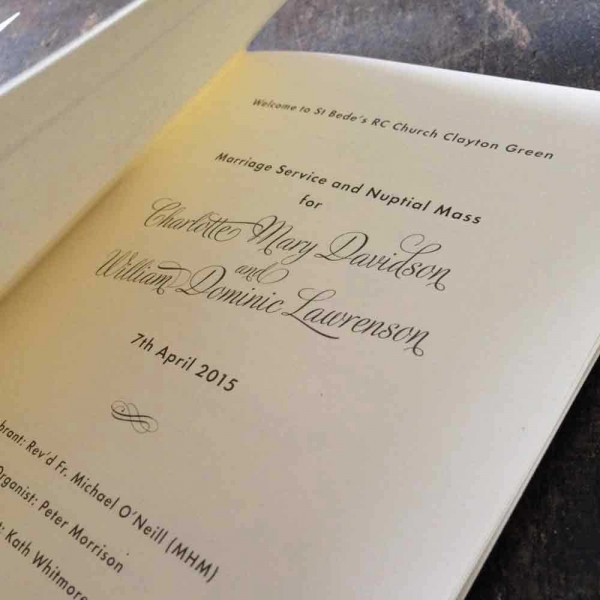 Welcome to St Bede's RC Church Clayton Green
Marriage Service and Nuptial Mass
for
Charlotte Mary Davidson
and
William Dominic Lawrenson
7th April 2015
Rev'd Fr. Michael O'Neill (MHM)
Organist: Peter Morrison
Kath Whitmore